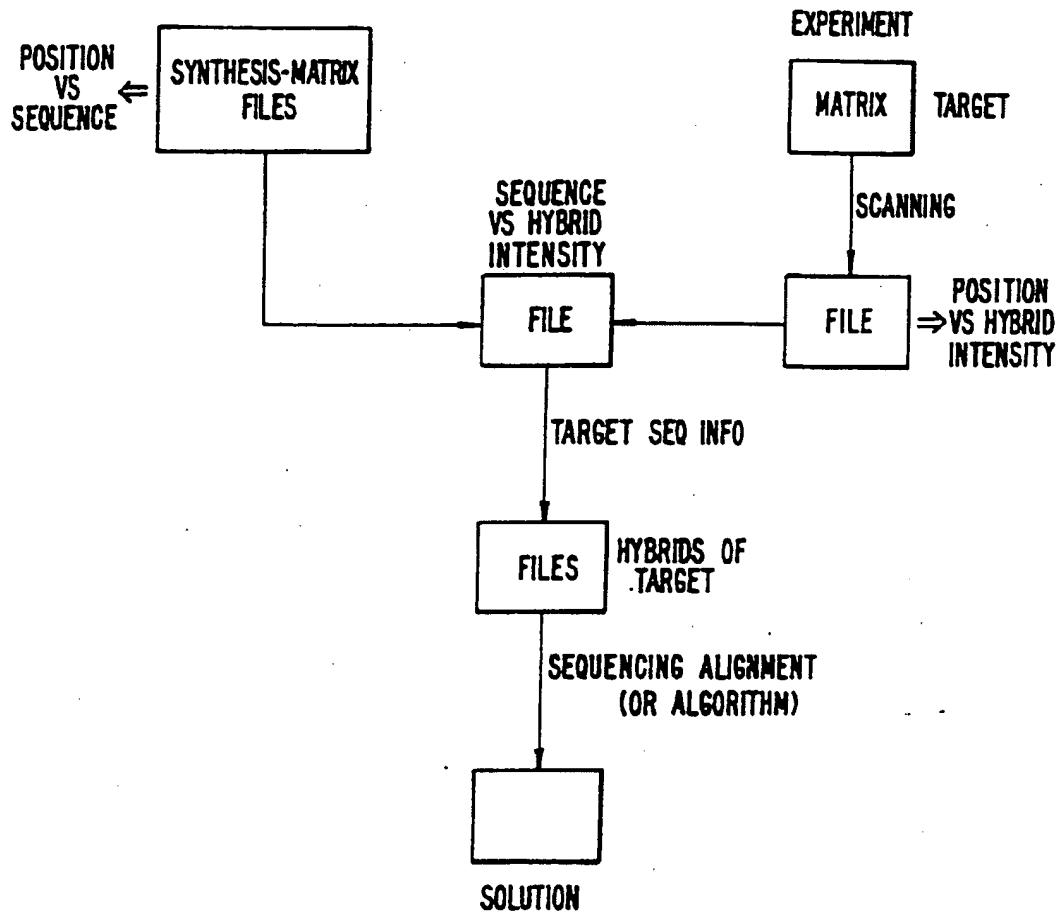 EXPERIMENT
POSITION
VS
SEQUENCE
⇐
SYNTHESIS-MATRIX
FILES
MATRIX
TARGET
SCANNING
SEQUENCE
VS HYBRID
INTENSITY
FILE
FILE
⇒
POSITION
VS HYBRID
INTENSITY
TARGET SEQ INFO
FILES
HYBRIDS OF
TARGET
SEQUENCING ALIGNMENT
(OR ALGORITHM)
SOLUTION